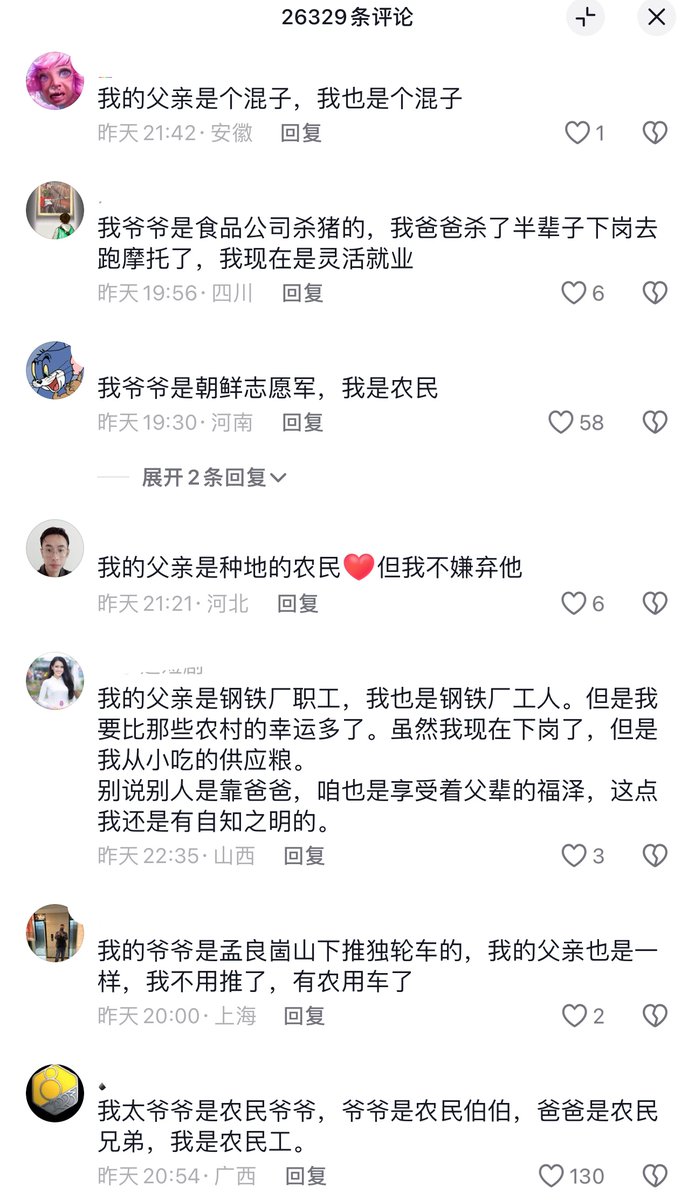 26329条评论
我的父亲是个混子，我也是个混子
昨天 21:42 · 安徽 回复 1
我爷爷是食品公司杀猪的，我爸爸杀了半辈子下岗去
跑摩托了，我现在是灵活就业
昨天 19:56 · 四川 回复 6
我爷爷是朝鲜志愿军，我是农民
昨天 19:30 · 河南 回复 58
展开2条回复
我的父亲是种地的农民❤️但我不嫌弃他
昨天 21:21 · 河北 回复 6
我的父亲是钢铁厂职工，我也是钢铁厂工人。但是我
要比那些农村的幸运多了。虽然我现在下岗了，但是
我从小吃的供应粮。
别说别人是靠爸爸，咱也是享受着父辈的福泽，这点
我还是有自知之明的。
昨天 22:35 · 山西 回复 3
我的爷爷是孟良崮山下推独轮车的，我的父亲也是一
样，我不用推了，有农用车了
昨天 20:00 · 上海 回复 2
我太爷爷是农民爷爷，爷爷是农民伯伯，爸爸是农民
兄弟，我是农民工。
昨天 20:54 · 广西 回复 130